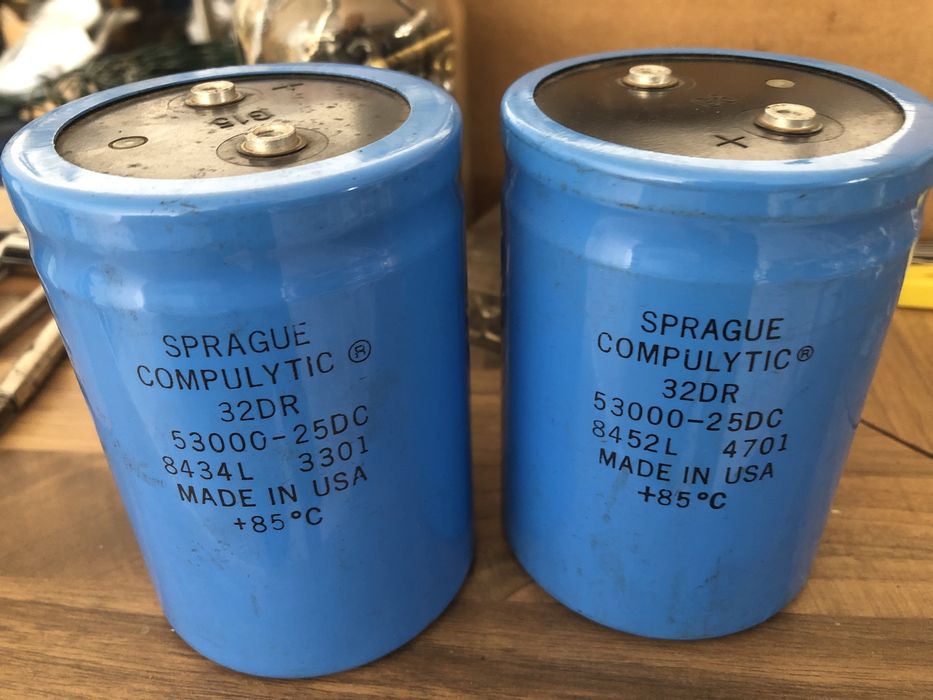 +
915
SPRAGUE
COMPULYTIC ®
32DR
53000-25DC
8434L 3301
MADE IN USA
+85°C
+
SPRAGUE
COMPULYTIC®
32DR
53000-25DC
8452L 4701
MADE IN USA
+85°C